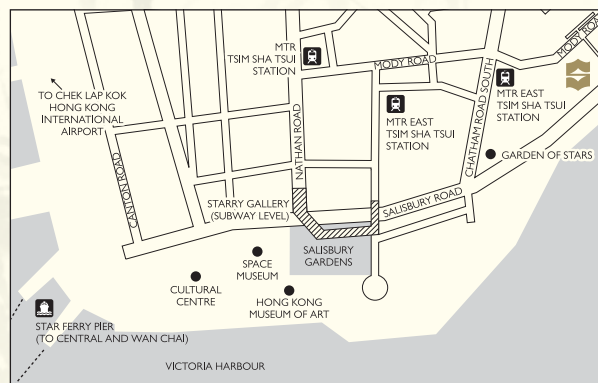 MTR
TSIM SHA TSUI
STATION
MODY ROAD
MODY ROAD
TO CHEK LAP KOK
HONG KONG
INTERNATIONAL
AIRPORT
NATHAN ROAD
MTR EAST
TSIM SHA TSUI
STATION
CHATHAM ROAD SOUTH
MTR EAST
TSIM SHA TSUI
STATION
GARDEN OF STARS
CANTON ROAD
STARRY GALLERY
(SUBWAY LEVEL)
SALISBURY ROAD
SALISBURY
GARDENS
SPACE
MUSEUM
CULTURAL
CENTRE
HONG KONG
MUSEUM OF ART
STAR FERRY PIER
(TO CENTRAL AND WAN CHAI)
VICTORIA HARBOUR